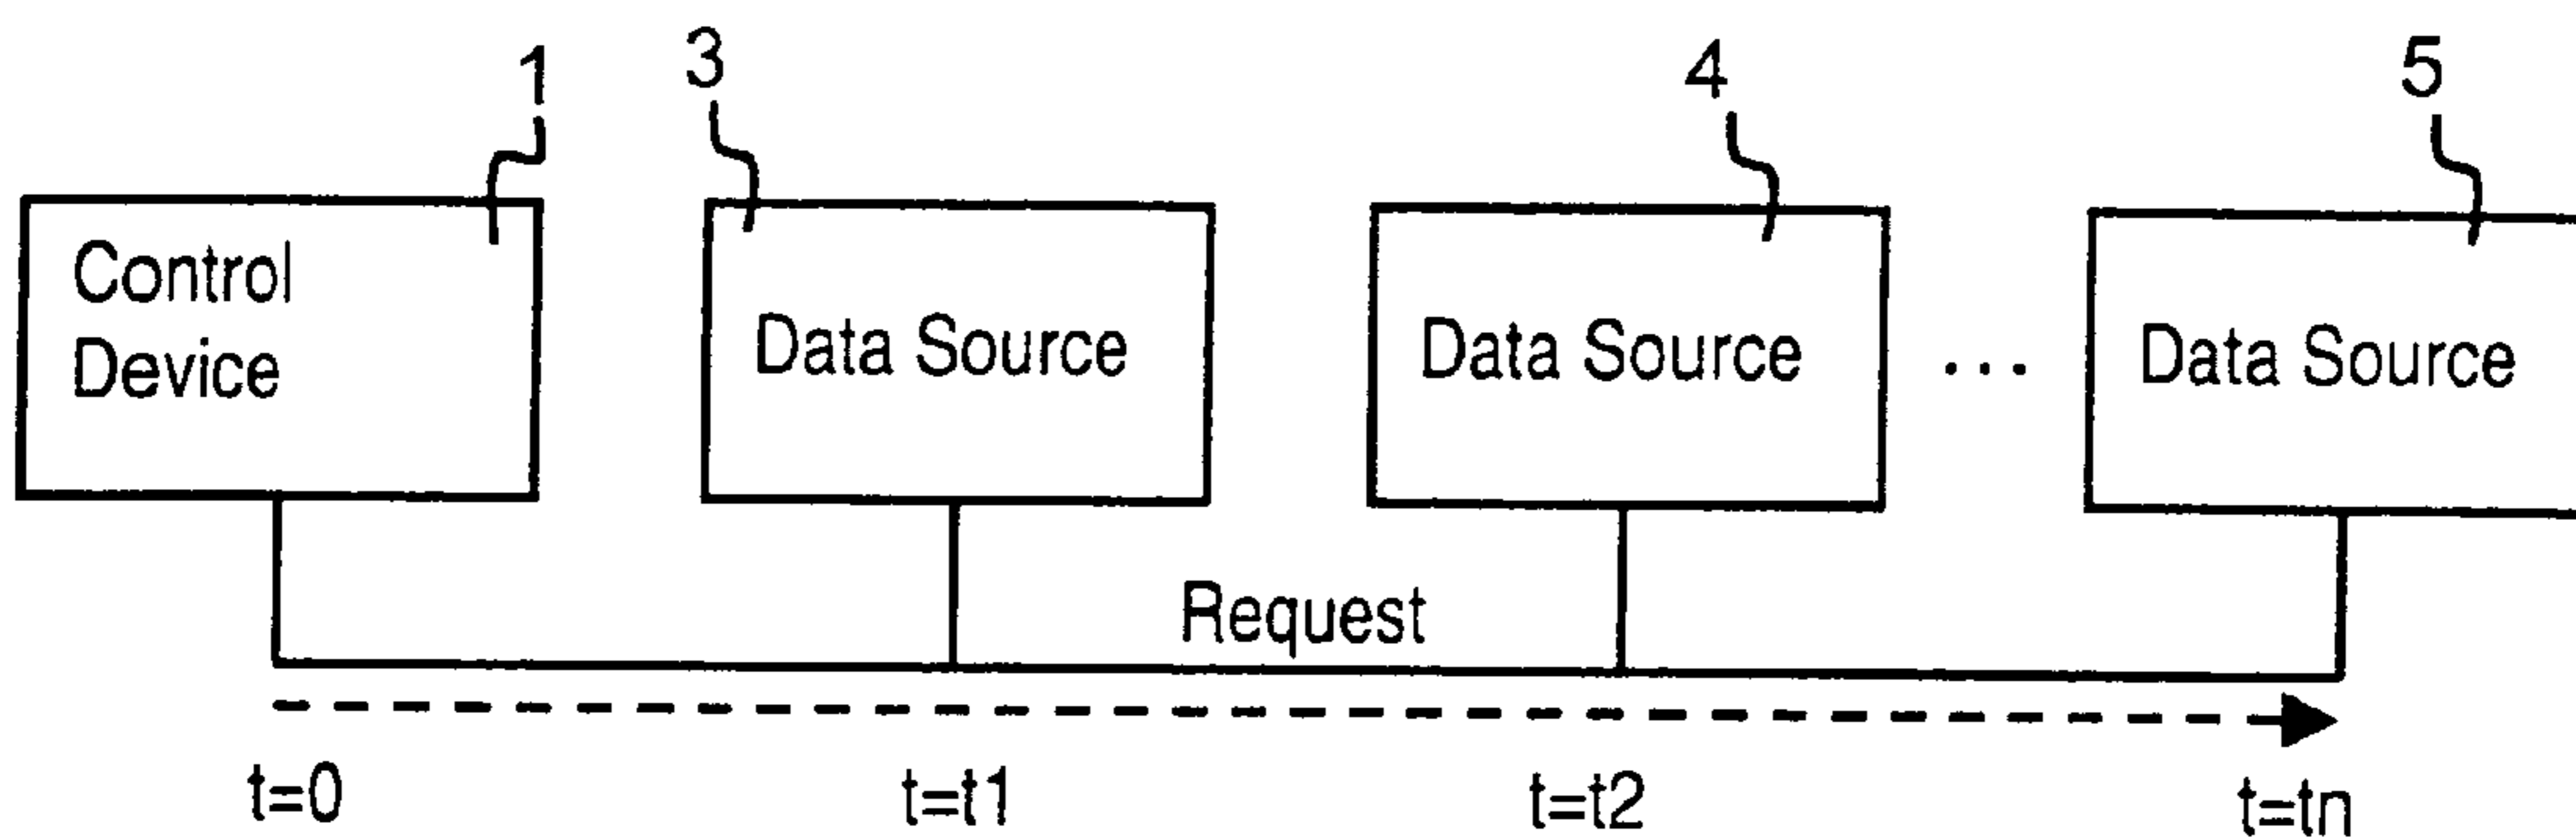 1
3
4
5
Control
Device
Data Source
Data Source
...
Data Source
Request
t=0
t=t1
t=t2
t=tn